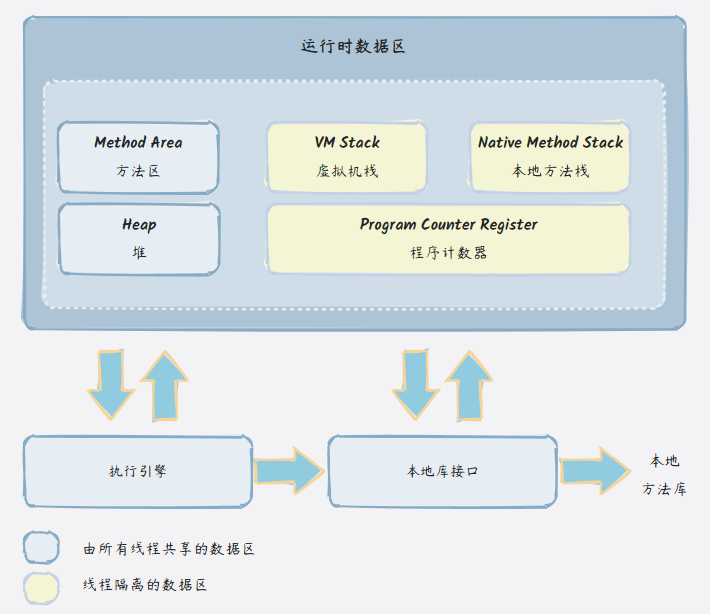 运行时数据区
Method Area
方法区
VM Stack
虚拟机栈
Native Method Stack
本地方法栈
Heap
堆
Program Counter Register
程序计数器
执行引擎
本地库接口
本地
方法库
由所有线程共享的数据区
线程隔离的数据区